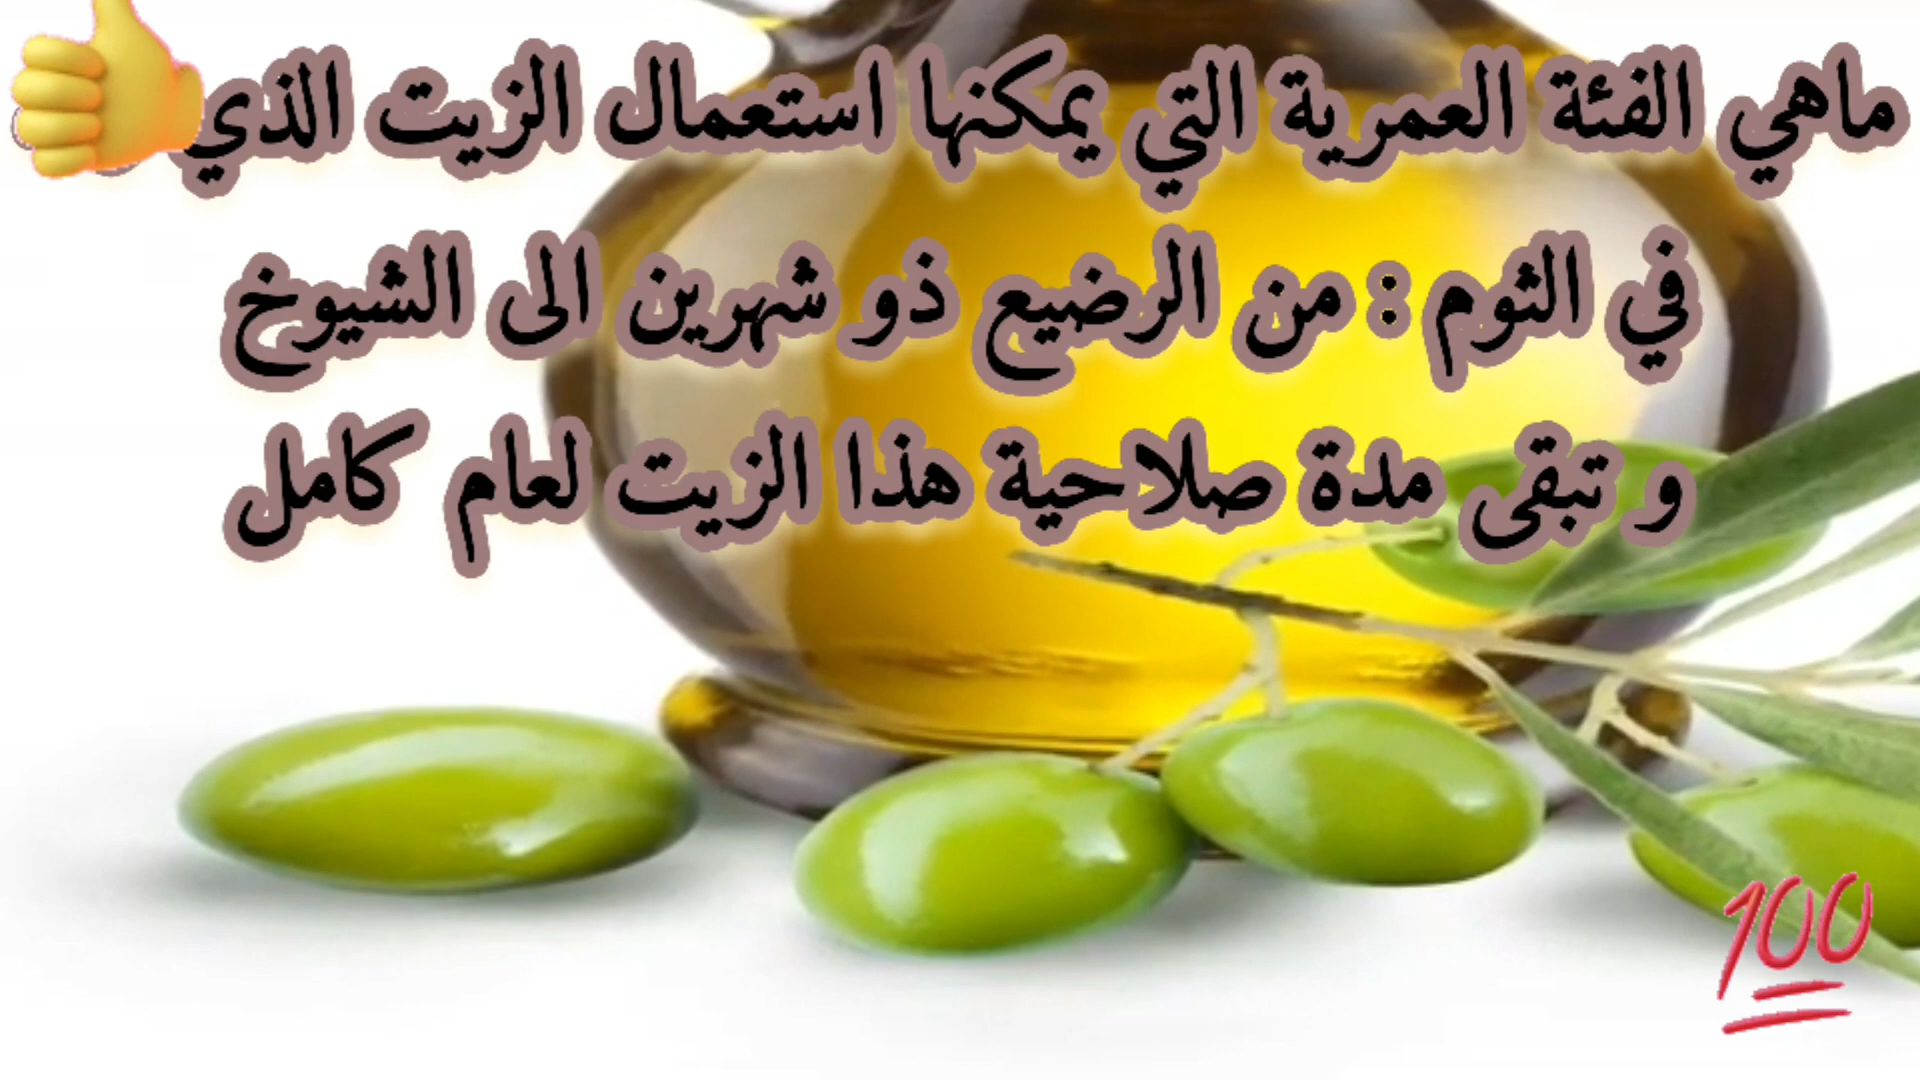 ماهي الفئة العمرية التي يمكنها استعمال الزيت الذي
في الثوم : من الرضيع ذو شهرين الى الشيوخ
و تبقى مدة صلاحية هذا الزيت لعام كامل
100